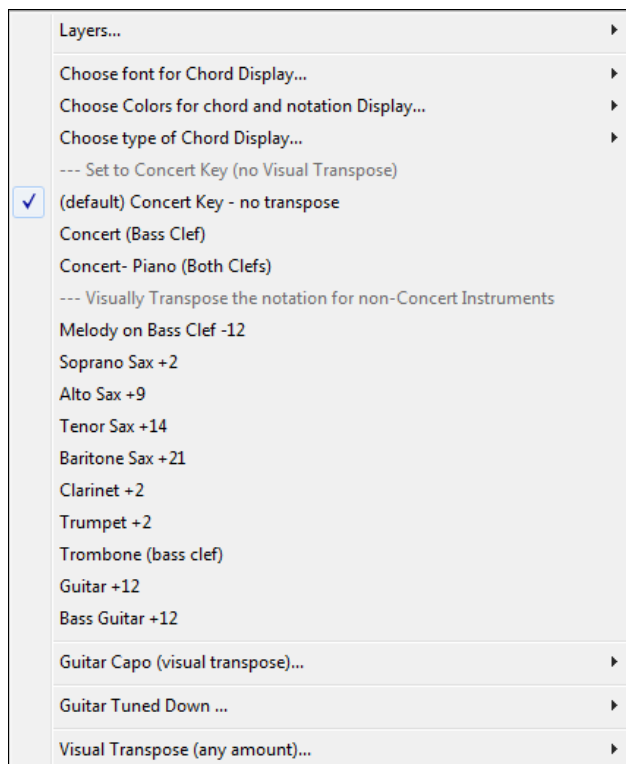 Layers...
Choose font for Chord Display...
Choose Colors for chord and notation Display...
Choose type of Chord Display...
--- Set to Concert Key (no Visual Transpose)
(default) Concert Key - no transpose
Concert (Bass Clef)
Concert- Piano (Both Clefs)
--- Visually Transpose the notation for non-Concert Instruments
Melody on Bass Clef -12
Soprano Sax +2
Alto Sax +9
Tenor Sax +14
Baritone Sax +21
Clarinet +2
Trumpet +2
Trombone (bass clef)
Guitar +12
Bass Guitar +12
Guitar Capo (visual transpose)...
Guitar Tuned Down ...
Visual Transpose (any amount)...